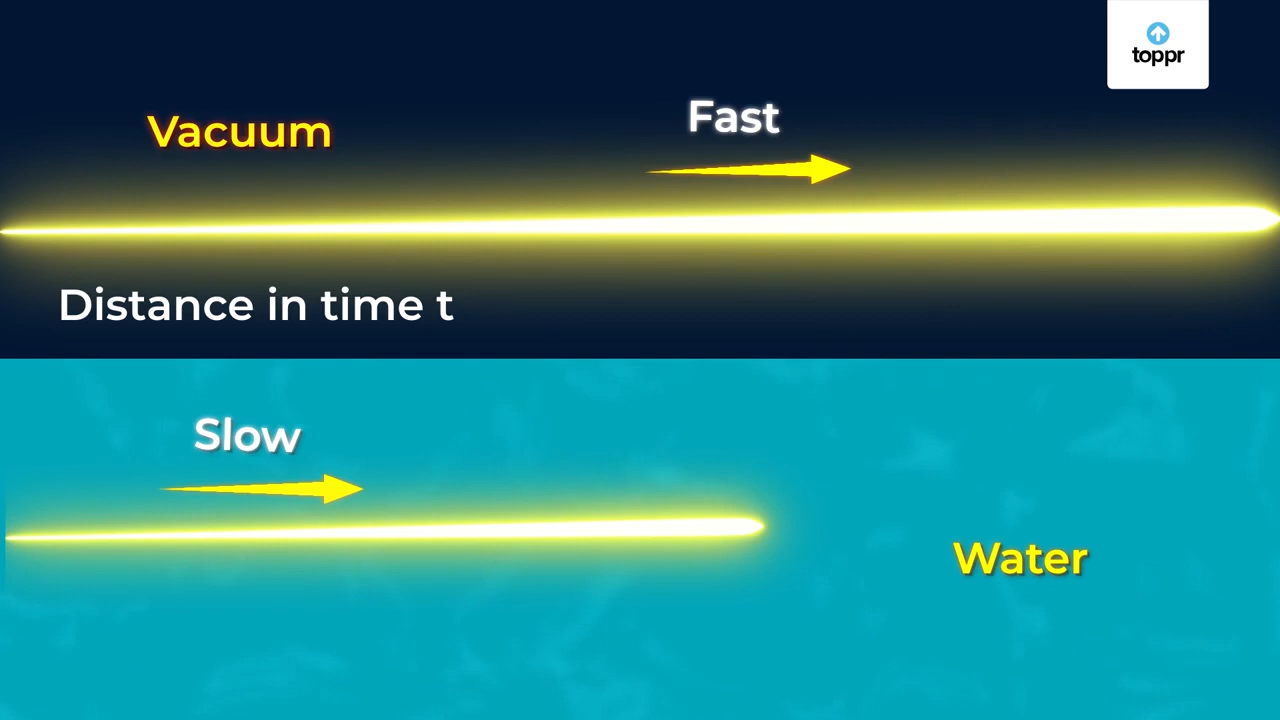 toppr
Vacuum
Fast
Distance in time t
Slow
Water